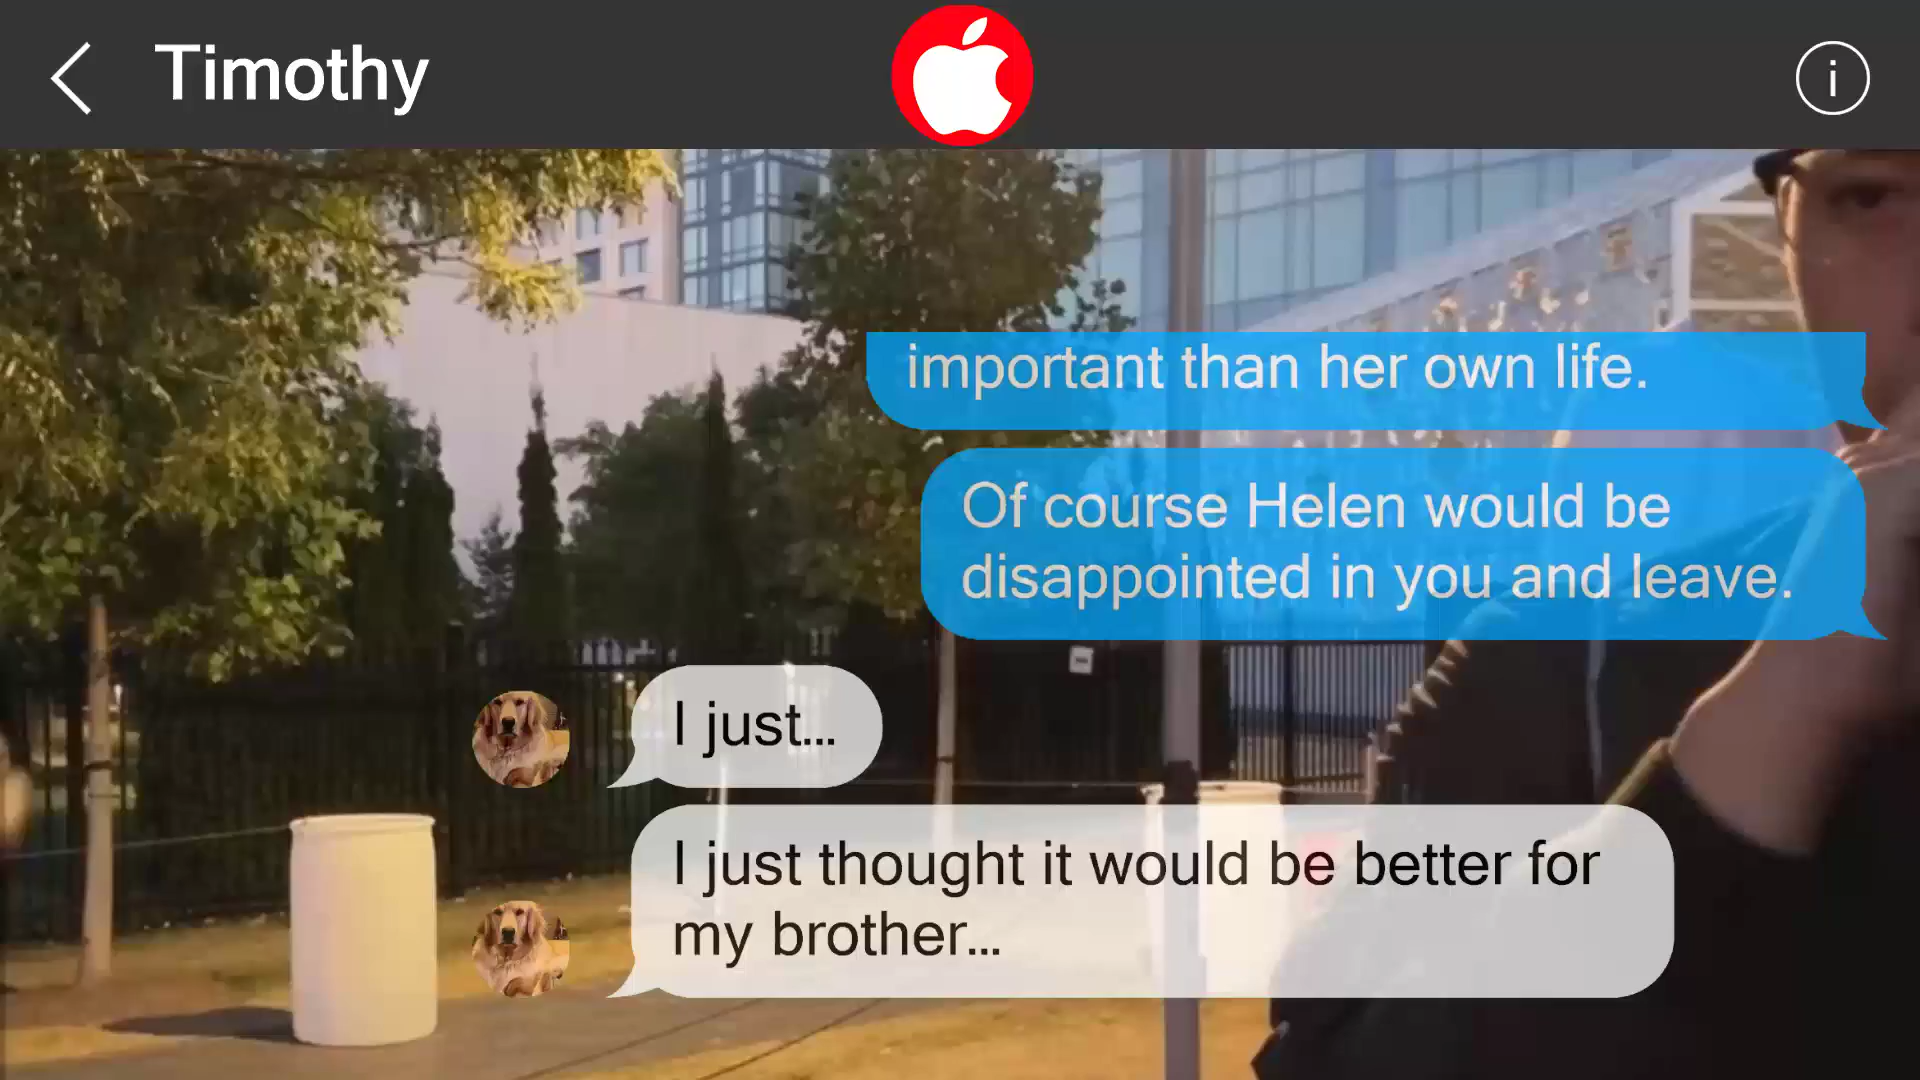 Timothy
i
important than her own life.
Of course Helen would be
disappointed in you and leave.
I just...
I just thought it would be better for
my brother...